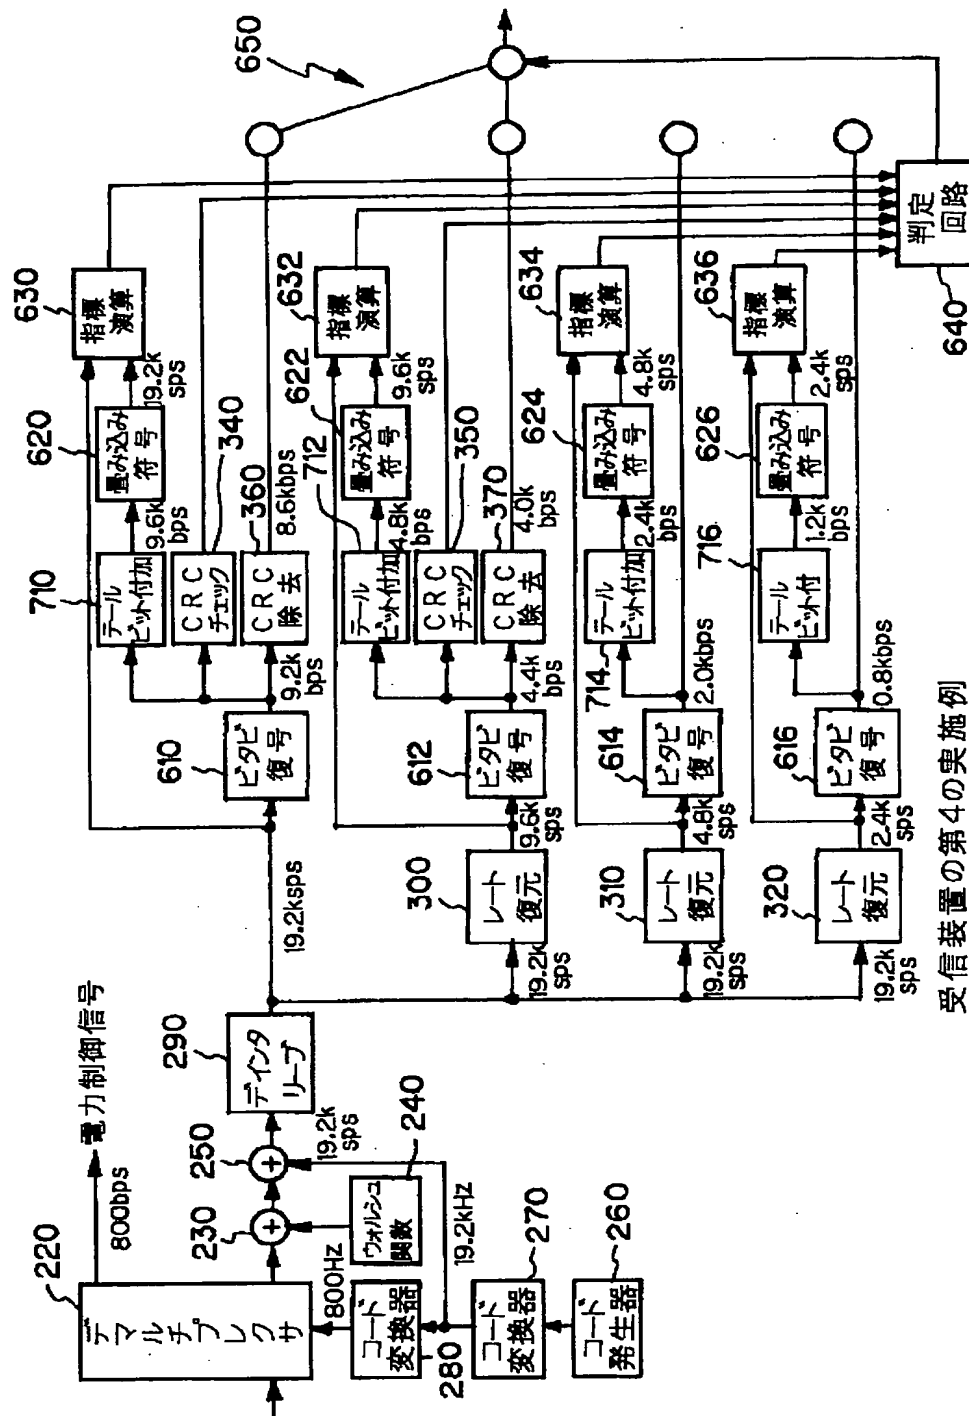 220
デマルチプレクサ
800bps
電力制御信号
230
250
290
デインタ
リーブ
19.2k
sps
ウォルシュ
関数
240
800Hz
19.2kHz
コード
変換器
280
コード
変換器
270
コード
発生器
260
19.2ksps
610
ビタビ
復号
9.2k
bps
710
テール
ビット付加
9.6k
bps
620
畳み込み
符号
19.2k
sps
630
指標
演算
CRC
チェック
340
CRC
除去
360
8.6kbps
650
19.2k
sps
300
レート
復元
9.6k
sps
612
ビタビ
復号
4.4k
bps
712
テール
ビット付加
4.8k
bps
622
畳み込み
符号
9.6k
sps
632
指標
演算
CRC
チェック
350
CRC
除去
370
4.0k
bps
19.2k
sps
310
レート
復元
4.8k
sps
614
ビタビ
復号
2.0kbps
714
テール
ビット付加
2.4k
bps
624
畳み込み
符号
4.8k
sps
634
指標
演算
19.2k
sps
320
レート
復元
2.4k
sps
616
ビタビ
復号
0.8kbps
716
テール
ビット付
1.2k
bps
626
畳み込み
符号
2.4k
sps
636
指標
演算
判定
回路
640
受信装置の第4の実施例